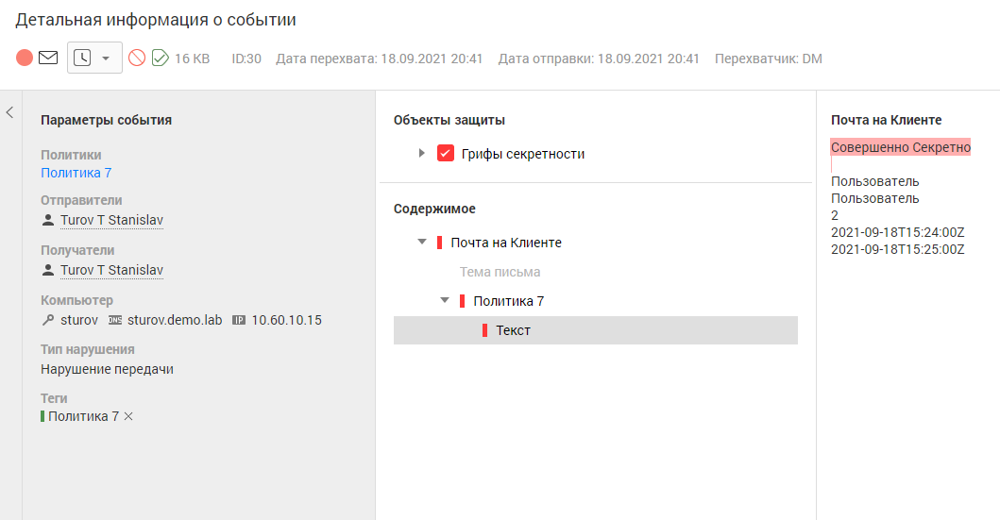 Детальная информация о событии
16 KB ID:30 Дата перехвата: 18.09.2021 20:41 Дата отправки: 18.09.2021 20:41 Перехватчик: DM
Параметры события
Политики
Политика 7
Отправители
Turov T Stanislav
Получатели
Turov T Stanislav
Компьютер
sturov DNS sturov.demo.lab IP 10.60.10.15
Тип нарушения
Нарушение передачи
Теги
Политика 7
Объекты защиты
Грифы секретности
Содержимое
Почта на Клиенте
Тема письма
Политика 7
Текст
Почта на Клиенте
Совершенно Секретно
Пользователь
Пользователь
2
2021-09-18T15:24:00Z
2021-09-18T15:25:00Z